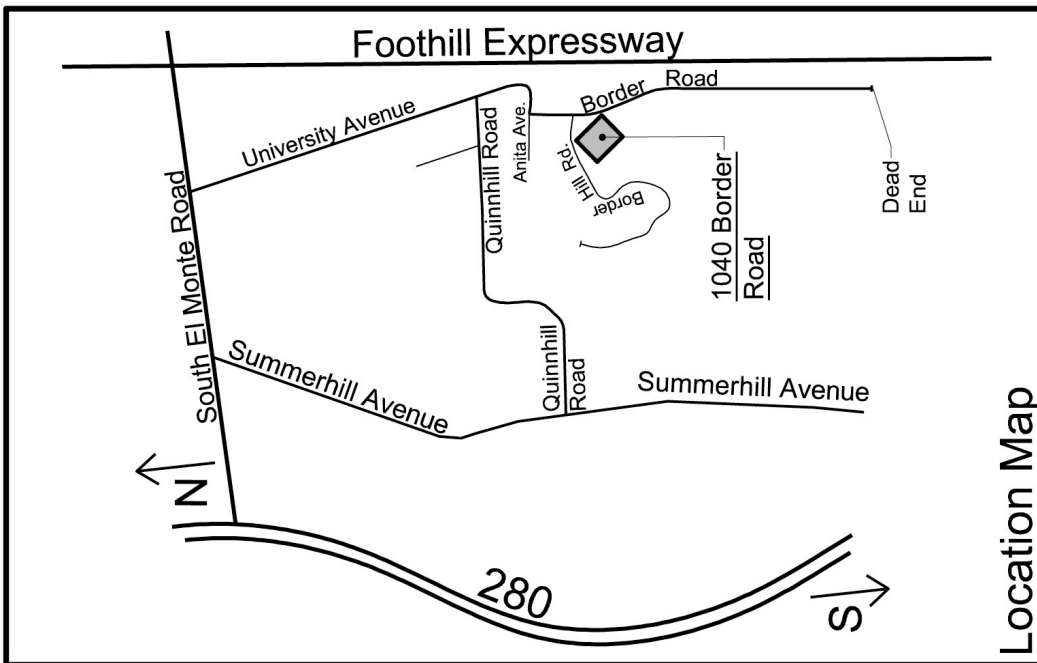 Foothill Expressway
Border Road
University Avenue
Anita Ave.
Quinnhill Road
Border Hill Rd.
1040 Border
Road
Dead
End
South El Monte Road
Summerhill Avenue
Quinnhill
Road
Summerhill Avenue
N
280
S
Location Map